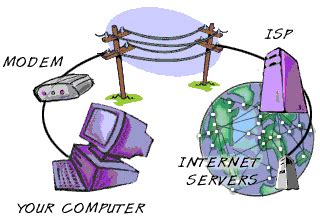 ISP
MODEM
INTERNET
SERVERS
YOUR COMPUTER